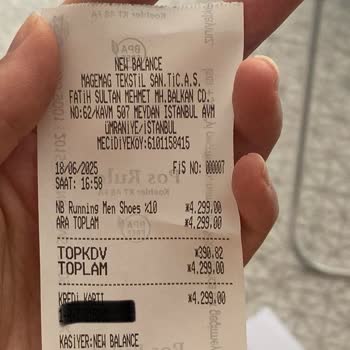 NEW BALANCE
MAGEMAG TEKSTIL SAN.TiC.A.S.
FATIH SULTAN MEHMET MH.BALKAN CD.
NO:62/KAVM 507 MEYDAN ISTANBUL AVM
ÜMRANIYE/ISTANBUL
MECIDIYEKÖY:6101158415
18/06/2025 FiS NO: 000007
SAAT: 16:58
NB Running Men Shoes %10 *4.299,00
ARA TOPLAM *4.299,00
TOPKDV *390,82
TOPLAM *4.299,00
KREDi KARTI *4.299,00
KASiYER:NEW BALANCE